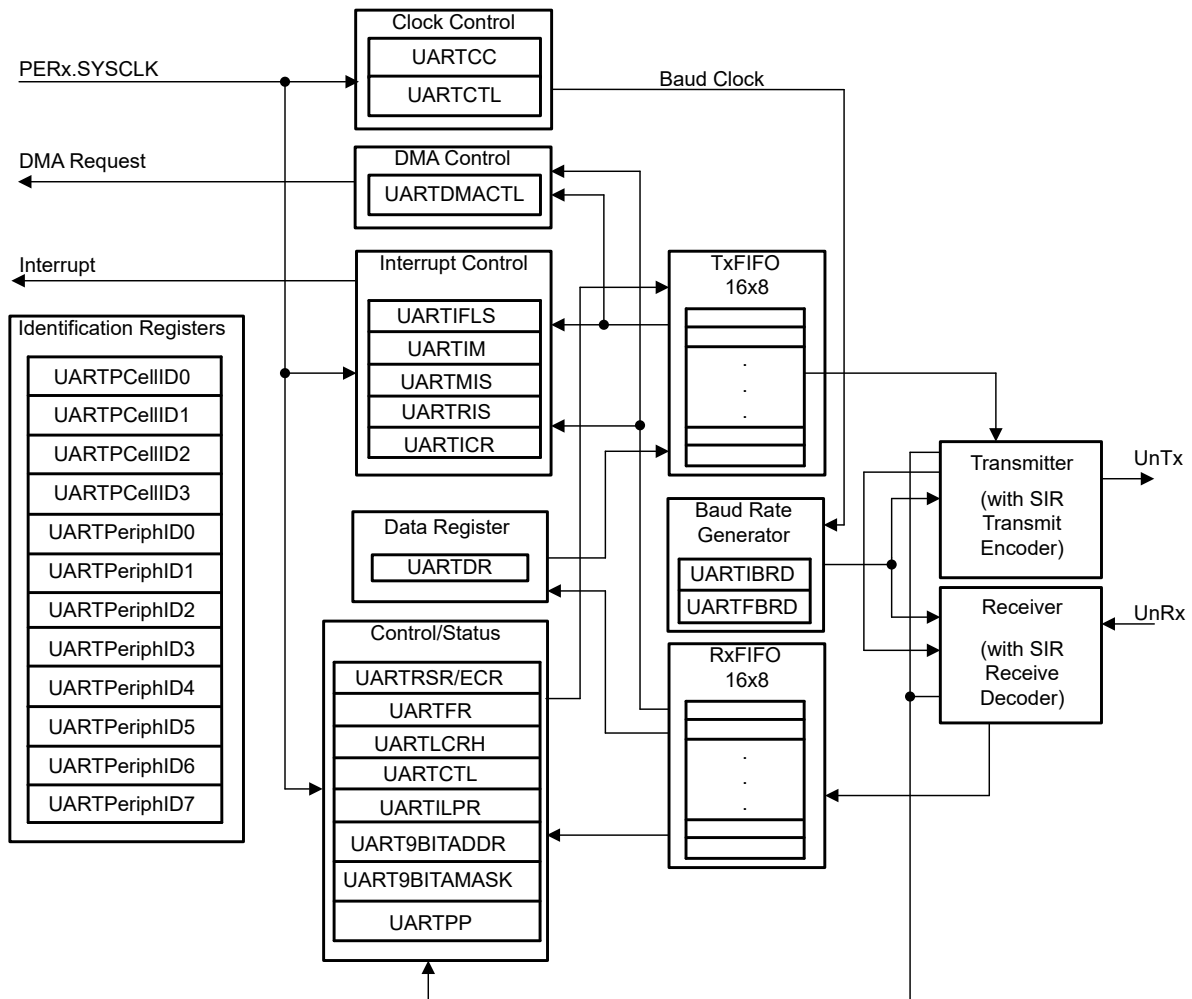 Clock Control
UARTCC
UARTCTL
PERx.SYSCLK
Baud Clock
DMA Control
UARTDMACTL
DMA Request
Interrupt Control
UARTIFLS
UARTIM
UARTMIS
UARTRIS
UARTICR
Interrupt
TxFIFO
16x8
.
.
.
Identification Registers
UARTPCellID0
UARTPCellID1
UARTPCellID2
UARTPCellID3
UARTPeriphID0
UARTPeriphID1
UARTPeriphID2
UARTPeriphID3
UARTPeriphID4
UARTPeriphID5
UARTPeriphID6
UARTPeriphID7
Data Register
UARTDR
Baud Rate
Generator
UARTIBRD
UARTFBRD
Transmitter
(with SIR
Transmit
Encoder)
UnTx
Receiver
(with SIR
Receive
Decoder)
UnRx
Control/Status
UARTRSR/ECR
UARTFR
UARTLCRH
UARTCTL
UARTILPR
UART9BITADDR
UART9BITAMASK
UARTPP
RxFIFO
16x8
.
.
.